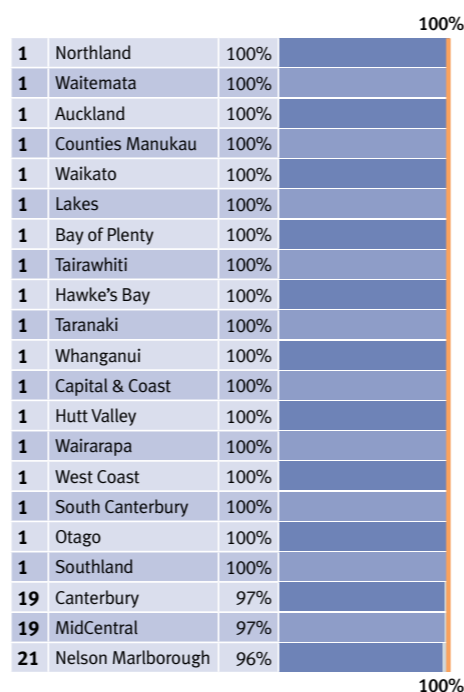 100%
1 Northland 100%
1 Waitemata 100%
1 Auckland 100%
1 Counties Manukau 100%
1 Waikato 100%
1 Lakes 100%
1 Bay of Plenty 100%
1 Tairawhiti 100%
1 Hawke’s Bay 100%
1 Taranaki 100%
1 Whanganui 100%
1 Capital & Coast 100%
1 Hutt Valley 100%
1 Wairarapa 100%
1 West Coast 100%
1 South Canterbury 100%
1 Otago 100%
1 Southland 100%
19 Canterbury 97%
19 MidCentral 97%
21 Nelson Marlborough 96%
100%